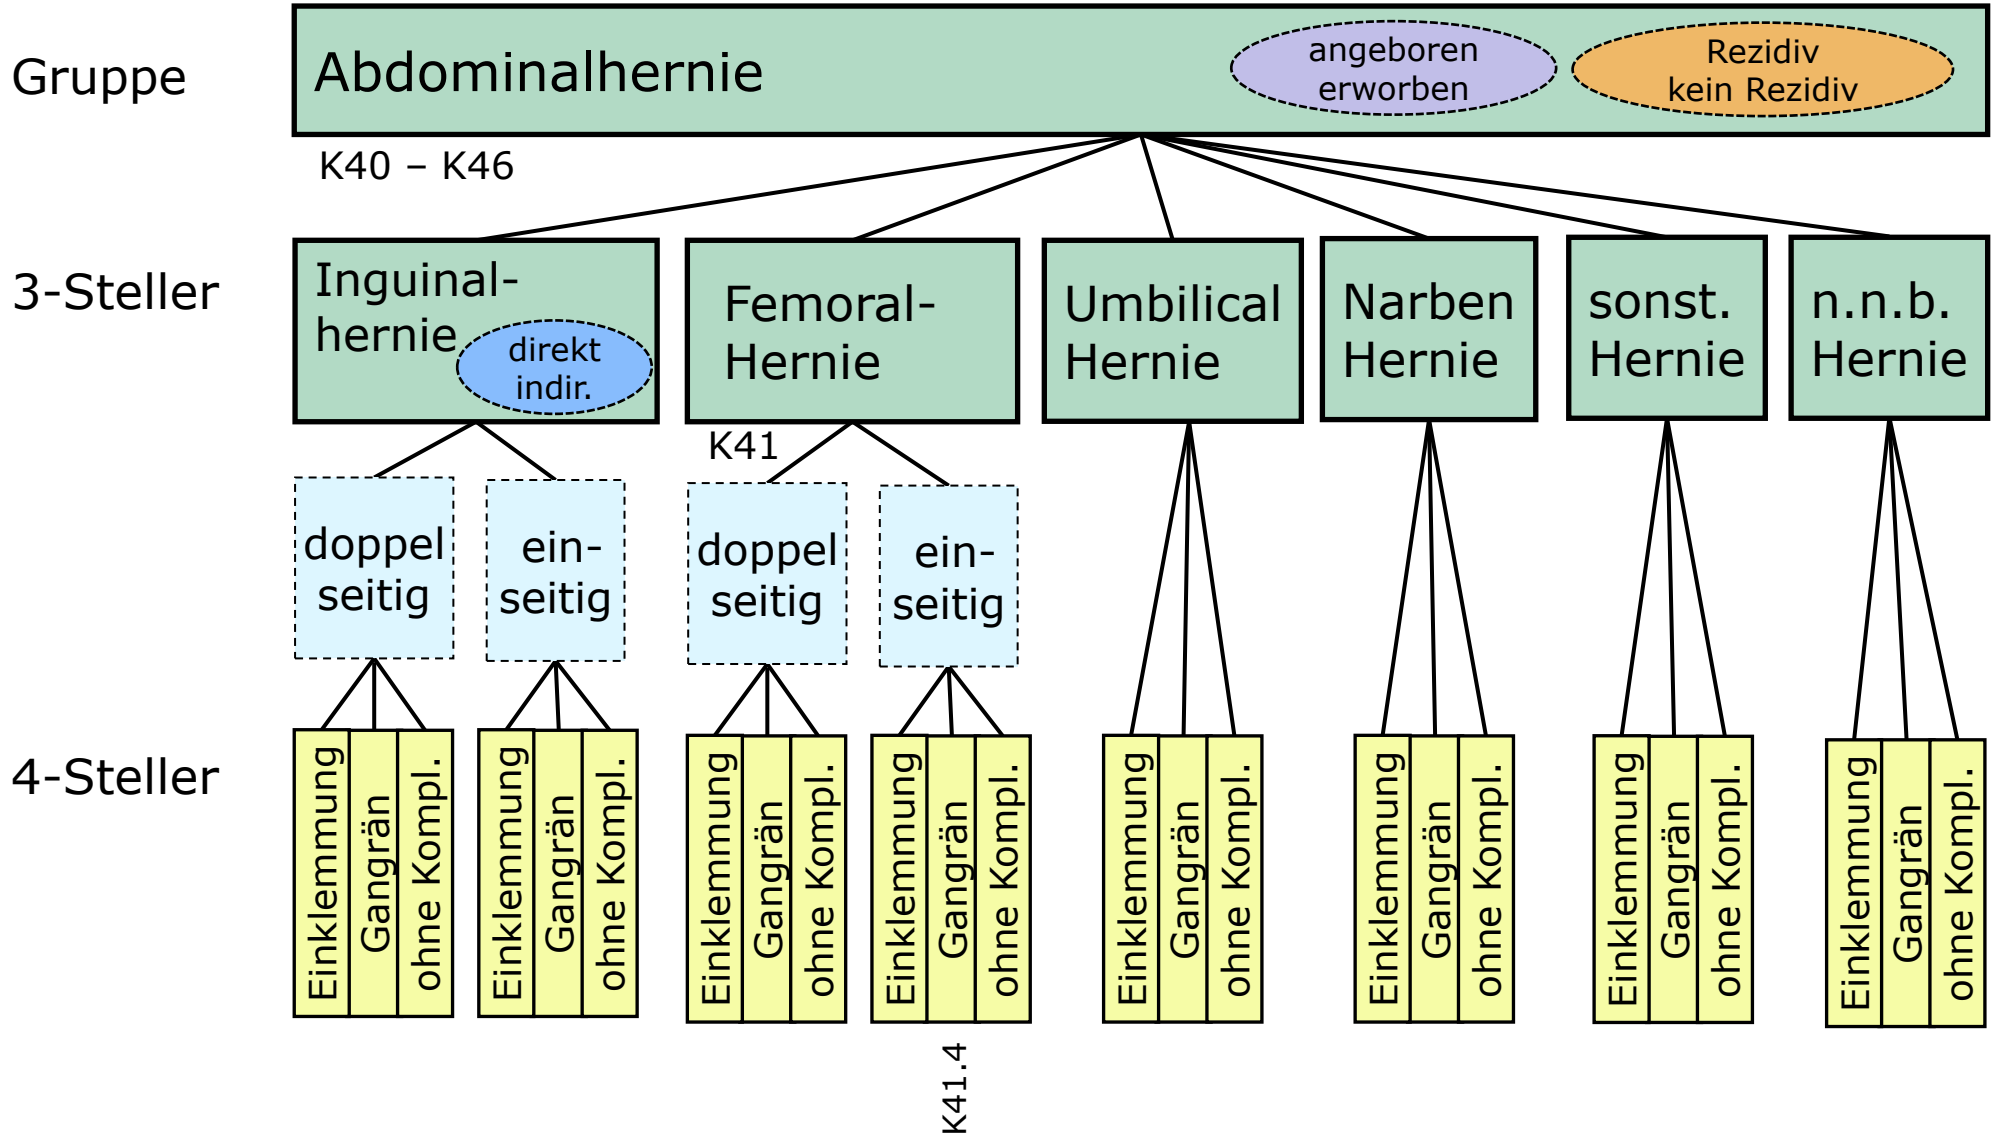 Gruppe
Abdominalhernie
angeboren
erworben
Rezidiv
kein Rezidiv
K40 – K46
3-Steller
Inguinal-
hernie
direkt
indir.
Femoral-
Hernie
Umbilical
Hernie
Narben
Hernie
sonst.
Hernie
n.n.b.
Hernie
K41
doppel
seitig
ein-
seitig
doppel
seitig
ein-
seitig
4-Steller
Einklemmung
Gangrän
ohne Kompl.
Einklemmung
Gangrän
ohne Kompl.
Einklemmung
Gangrän
ohne Kompl.
Einklemmung
Gangrän
ohne Kompl.
Einklemmung
Gangrän
ohne Kompl.
Einklemmung
Gangrän
ohne Kompl.
Einklemmung
Gangrän
ohne Kompl.
Einklemmung
Gangrän
ohne Kompl.
K41.4